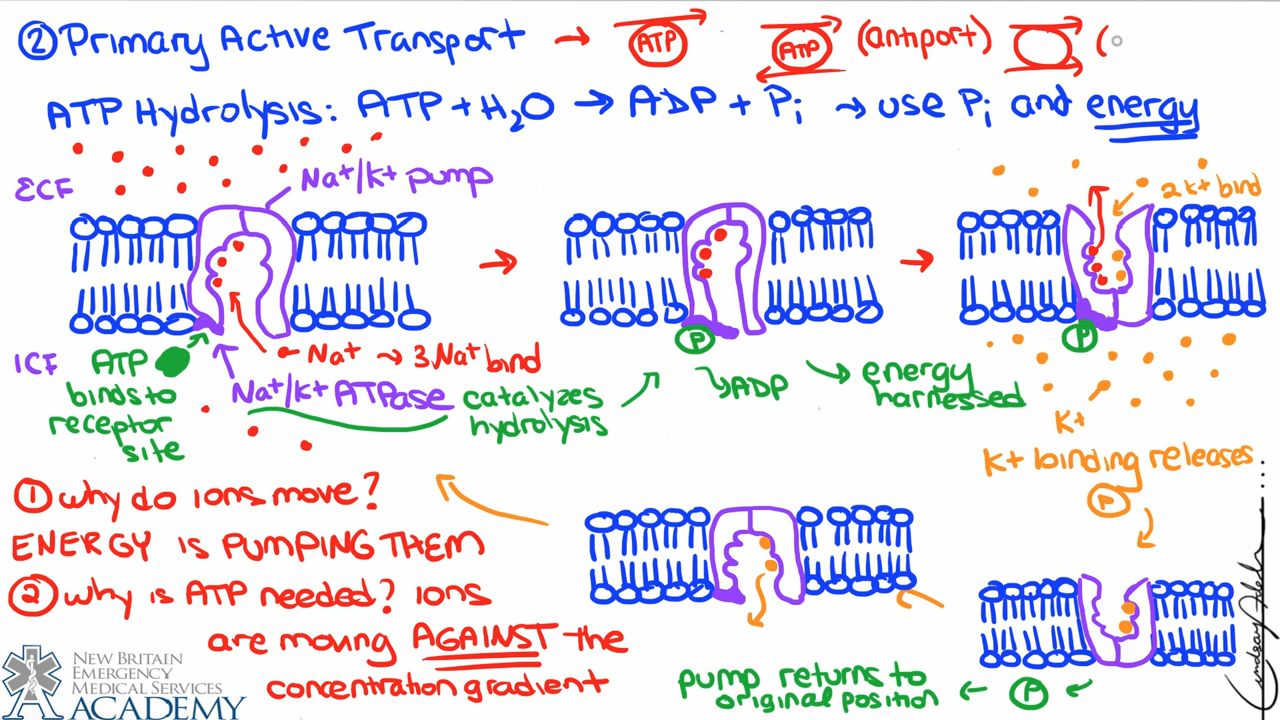 ② Primary Active Transport → ATP ATP (antiport) (
ATP Hydrolysis: ATP + H₂O → ADP + Pᵢ → use Pᵢ and energy
ECF
Na⁺/K⁺ pump
2 K+ bind
ICF
ATP
binds to
receptor
site
Na⁺ → 3 Na⁺ bind
Na⁺/K⁺ ATPase
catalyzes
hydrolysis
P
ADP
energy
harnessed
P
K+
K+ binding releases...
P
① why do ions move?
ENERGY is PUMPING THEM
② why is ATP needed? Ions
are moving AGAINST the
concentration gradient
pump returns to
original position
← P
NEW BRITAIN
EMERGENCY
MEDICAL SERVICES
ACADEMY